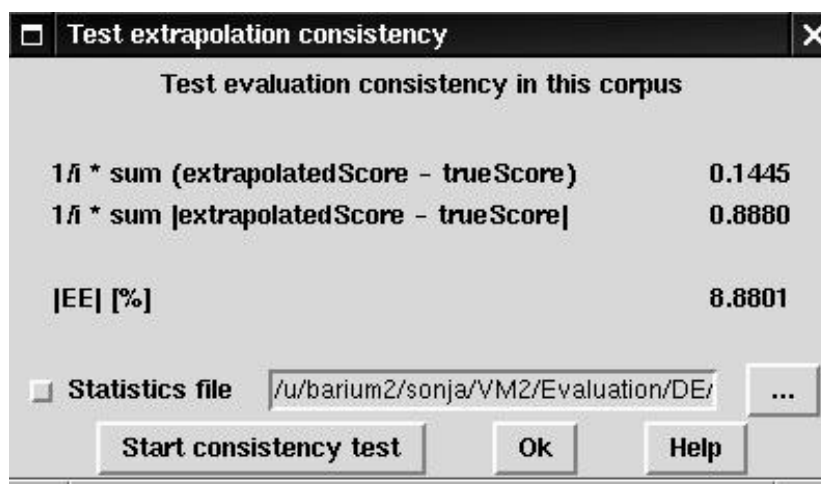 Test extrapolation consistency
Test evaluation consistency in this corpus
1/i * sum (extrapolatedScore - trueScore) 0.1445
1/i * sum |extrapolatedScore - trueScore| 0.8880
|EE| [%] 8.8801
Statistics file /u/barium2/sonja/VM2/Evaluation/DE/ ...
Start consistency test Ok Help